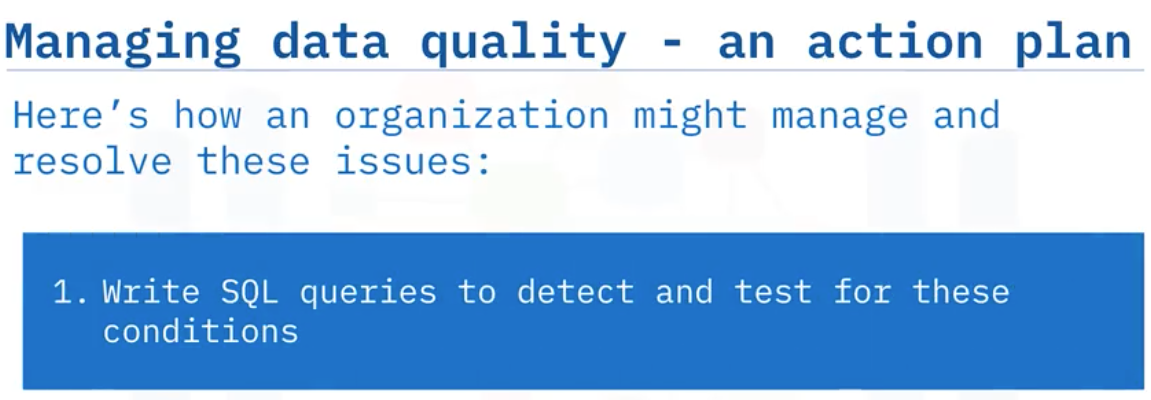 Managing data quality - an action plan
Here’s how an organization might manage and
resolve these issues:
1. Write SQL queries to detect and test for these
conditions